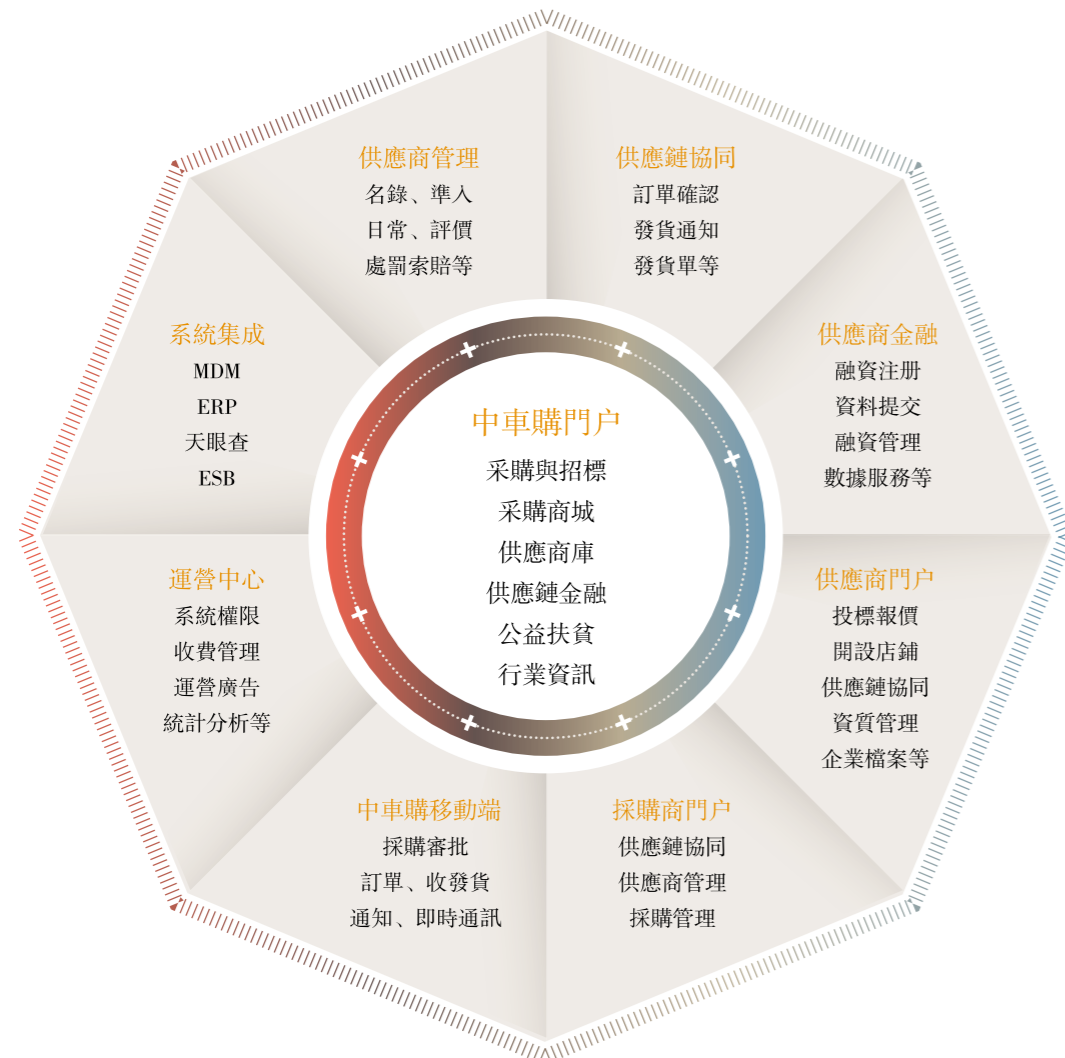 供應商管理
名錄、準入
日常、評價
處罰索賠等
供應鏈協同
訂單確認
發貨通知
發貨單等
系統集成
MDM
ERP
天眼查
ESB
中車購門户
采購與招標
采購商城
供應商庫
供應鏈金融
公益扶貧
行業資訊
供應商金融
融資注册
資料提交
融資管理
數據服務等
運營中心
系統權限
收費管理
運營廣告
統計分析等
供應商門户
投標報價
開設店鋪
供應鏈協同
資質管理
企業檔案等
中車購移動端
採購審批
訂單、收發貨
通知、即時通訊
採購商門户
供應鏈協同
供應商管理
採購管理